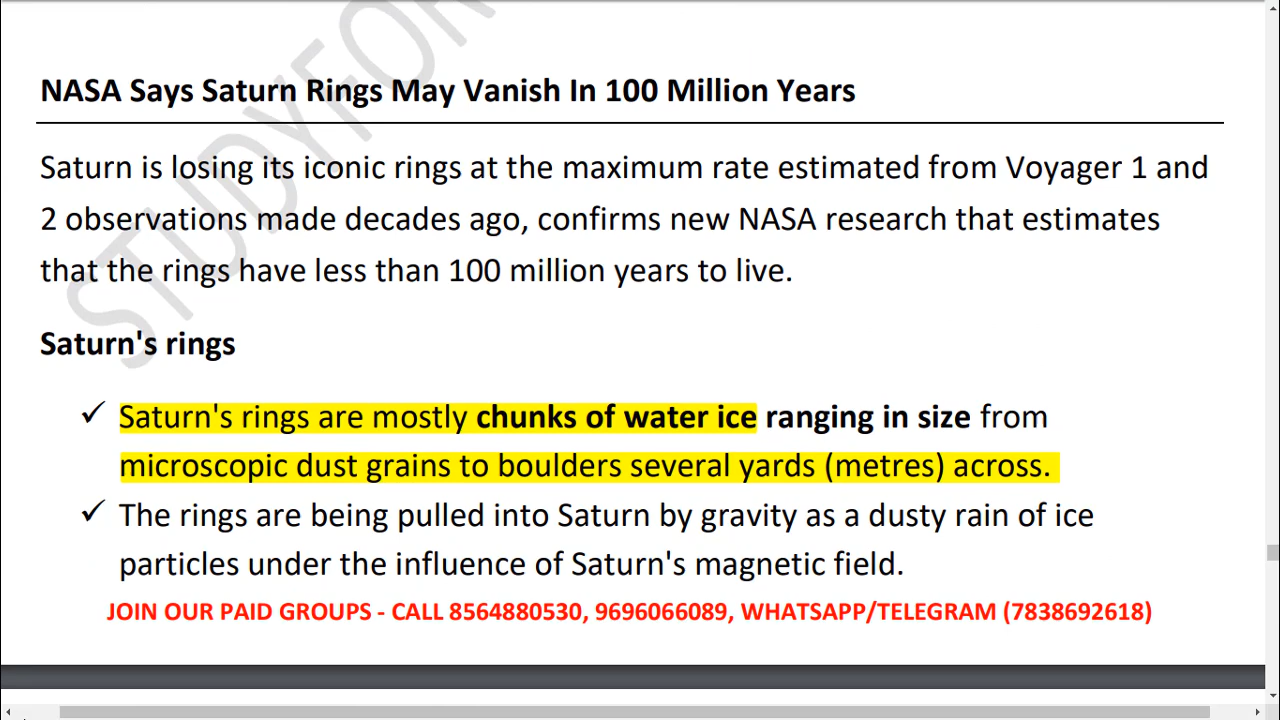 NASA Says Saturn Rings May Vanish In 100 Million Years
Saturn is losing its iconic rings at the maximum rate estimated from Voyager 1 and
2 observations made decades ago, confirms new NASA research that estimates
that the rings have less than 100 million years to live.
Saturn's rings
✓ Saturn's rings are mostly chunks of water ice ranging in size from
microscopic dust grains to boulders several yards (metres) across.
✓ The rings are being pulled into Saturn by gravity as a dusty rain of ice
particles under the influence of Saturn's magnetic field.
JOIN OUR PAID GROUPS - CALL 8564880530, 9696066089, WHATSAPP/TELEGRAM (7838692618)
STUDYFOR